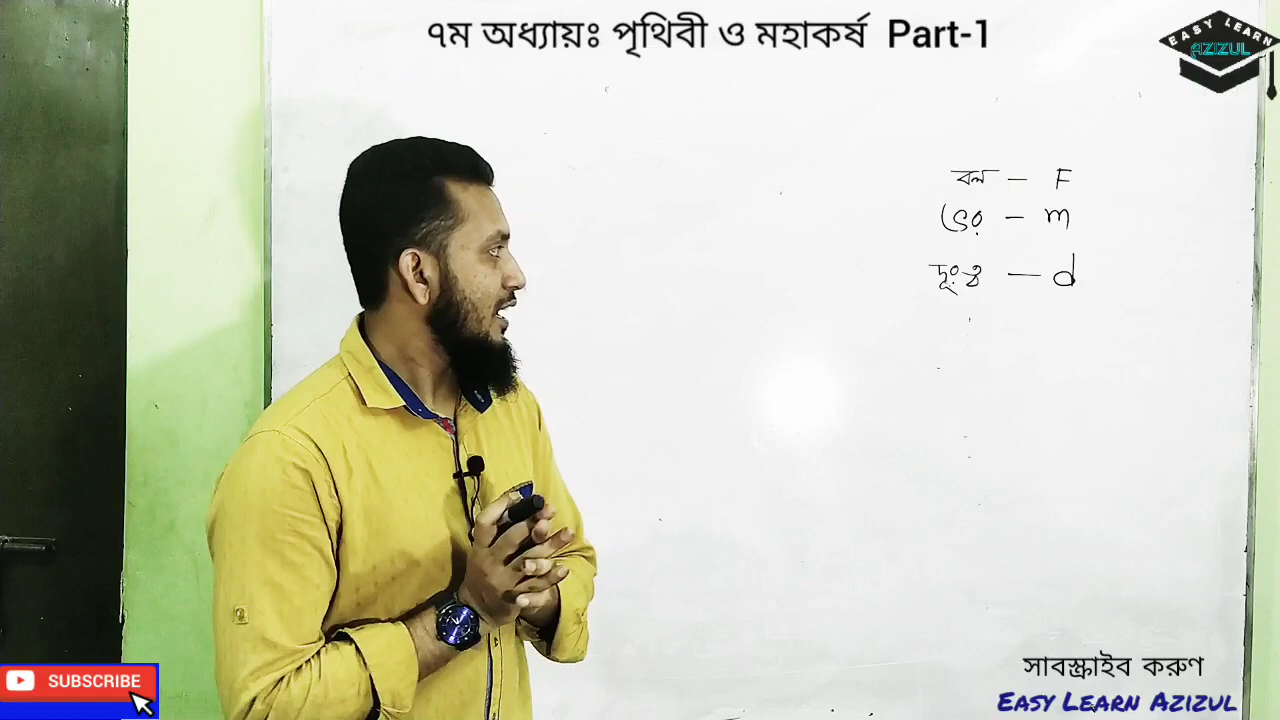 ৭ম অধ্যায়ঃ পৃথিবী ও মহাকর্ষ Part-1
EASY LEARN
AZIZUL
বল — F
ভর — m
দূরত্ব — d
SUBSCRIBE
সাবস্ক্রাইব করুণ
EASY LEARN AZIZUL